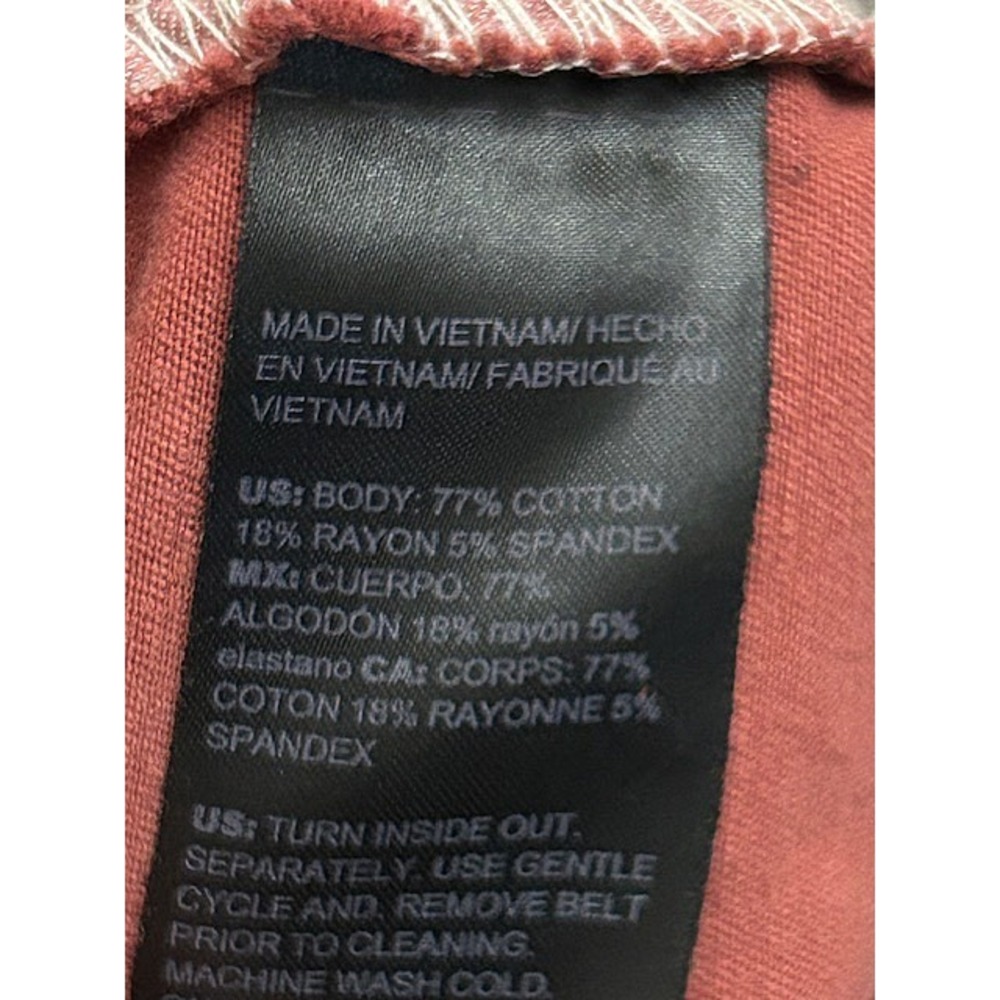 MADE IN VIETNAM/ HECHO
EN VIETNAM/ FABRIQUE AU
VIETNAM
US: BODY: 77% COTTON
18% RAYON 5% SPANDEX
MX: CUERPO: 77%
ALGODÓN 18% rayón 5%
elastano CA: CORPS: 77%
COTON 18% RAYONNE 5%
SPANDEX
US: TURN INSIDE OUT.
SEPARATELY. USE GENTLE
CYCLE AND. REMOVE BELT
PRIOR TO CLEANING.
MACHINE WASH COLD.